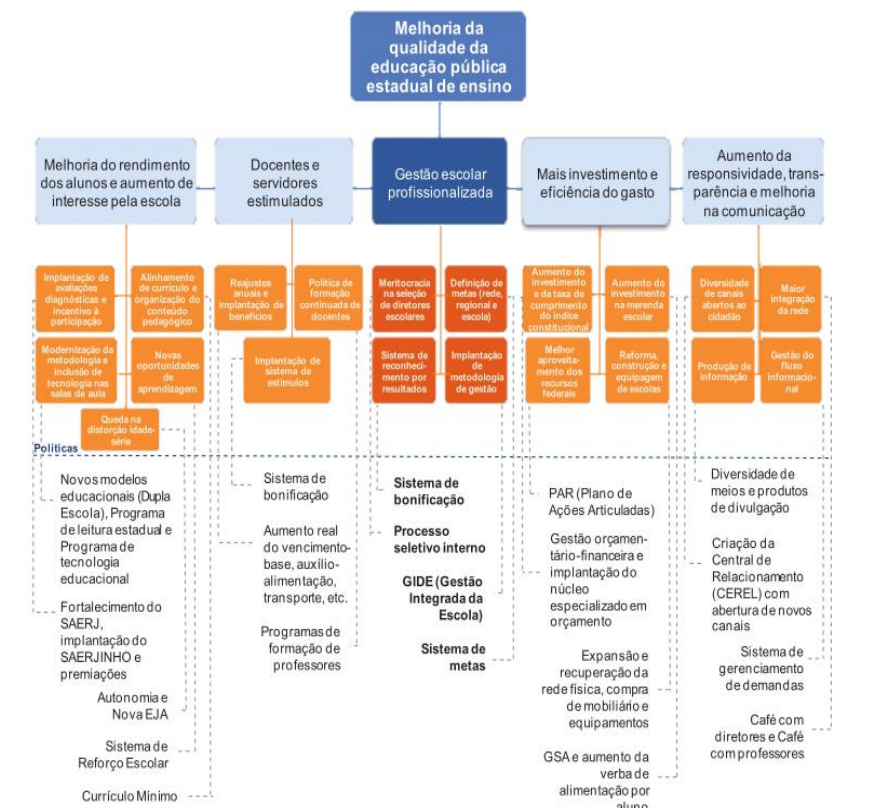 Melhoria da
qualidade da
educação pública
estadual de ensino
Melhoria do rendimento
dos alunos e aumento de
interesse pela escola
Docentes e
servidores
estimulados
Gestão escolar
profissionalizada
Mais investimento e
eficiência do gasto
Aumento da
responsividade, trans-
parência e melhoria
na comunicação
Implantação de
avaliações
diagnósticas e
incentivo à
participação
Alinhamento
de currículo e
organização do
conteúdo
pedagógico
Modernização da
metodologia e
inclusão de
tecnologia nas
salas de aula
Novas
oportunidades
de
aprendizagem
Queda na
distorção idade-
série
Reajustes
anuais e
implantação de
benefícios
Política de
formação
continuada de
docentes
Implantação de
sistema de
estímulos
Meritocracia
na seleção
de diretores
escolares
Definição de
metas (rede,
regional e
escola)
Sistema de
reconheci-
mento por
resultados
Implantação
de
metodologia
de gestão
Aumento do
investimento
e da taxa de
cumprimento
do índice
constitucional
Aumento do
investimento
na merenda
escolar
Melhor
aproveita-
mento dos
recursos
federais
Reforma,
construção e
equipagem
de escolas
Diversidade
de canais
abertos ao
cidadão
Maior
integração
da rede
Produção de
informação
Gestão do
fluxo
informacio-
nal
Políticas
Novos modelos
educacionais (Dupla
Escola), Programa
de leitura estadual e
Programa de
tecnologia
educacional
Fortalecimento do
SAERJ,
implantação do
SAERJINHO e
premiações
Autonomia e
Nova EJA
Sistema de
Reforço Escolar
Currículo Mínimo
Sistema de
bonificação
Aumento real
do vencimento-
base, auxílio-
alimentação,
transporte, etc.
Programas de
formação de
professores
Sistema de
bonificação
Processo
seletivo interno
GIDE (Gestão
Integrada da
Escola)
Sistema de
metas
PAR (Plano de
Ações Articuladas)
Gestão orçamen-
tário-financeira e
implantação do
núcleo
especializado em
orçamento
Expansão e
recuperação da
rede física, compra
de mobiliário e
equipamentos
GSA e aumento da
verba de
alimentação por
aluno
Diversidade de
meios e produtos
de divulgação
Criação da
Central de
Relacionamento
(CEREL) com
abertura de novos
canais
Sistema de
gerenciamento
de demandas
Café com
diretores e Café
com professores